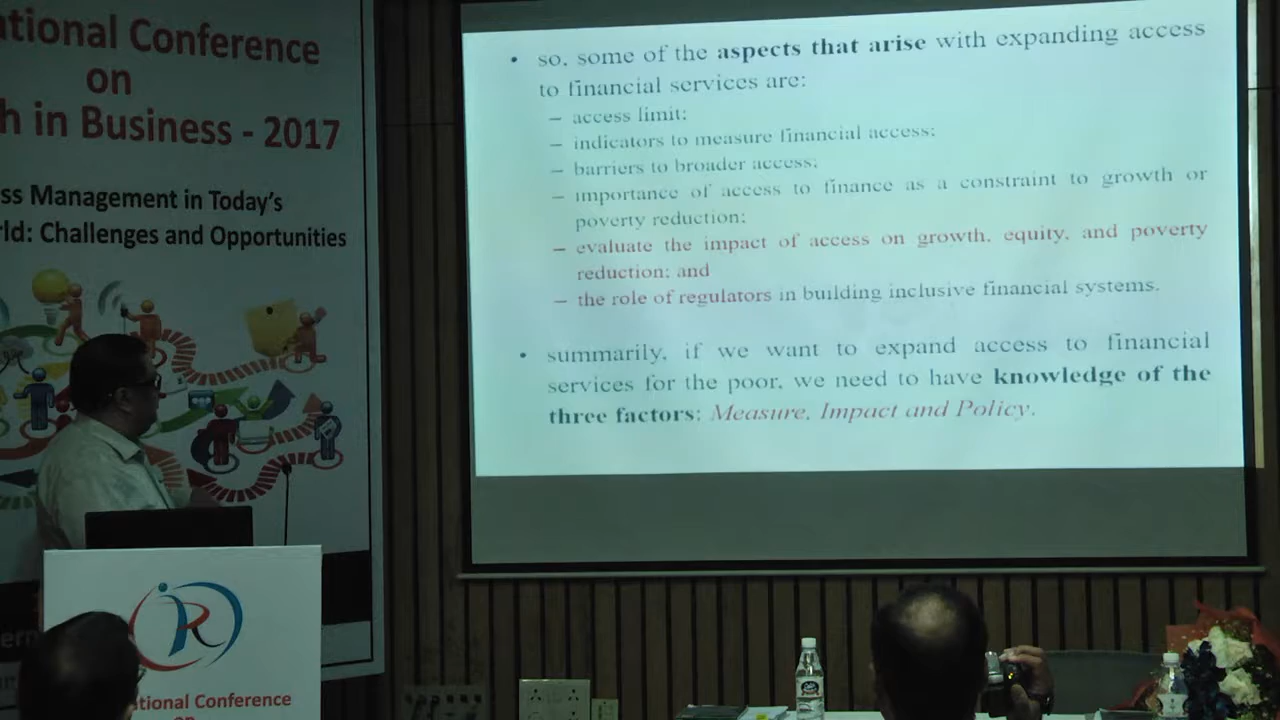 ational Conference
on
h in Business - 2017
ss Management in Today's
rld: Challenges and Opportunities
• so, some of the aspects that arise with expanding access
to financial services are:
– access limit;
– indicators to measure financial access;
– barriers to broader access;
– importance of access to finance as a constraint to growth or
poverty reduction;
– evaluate the impact of access on growth, equity, and poverty
reduction; and
– the role of regulators in building inclusive financial systems.
• summarily, if we want to expand access to financial
services for the poor, we need to have knowledge of the
three factors: Measure, Impact and Policy.
R
ational Conference
on